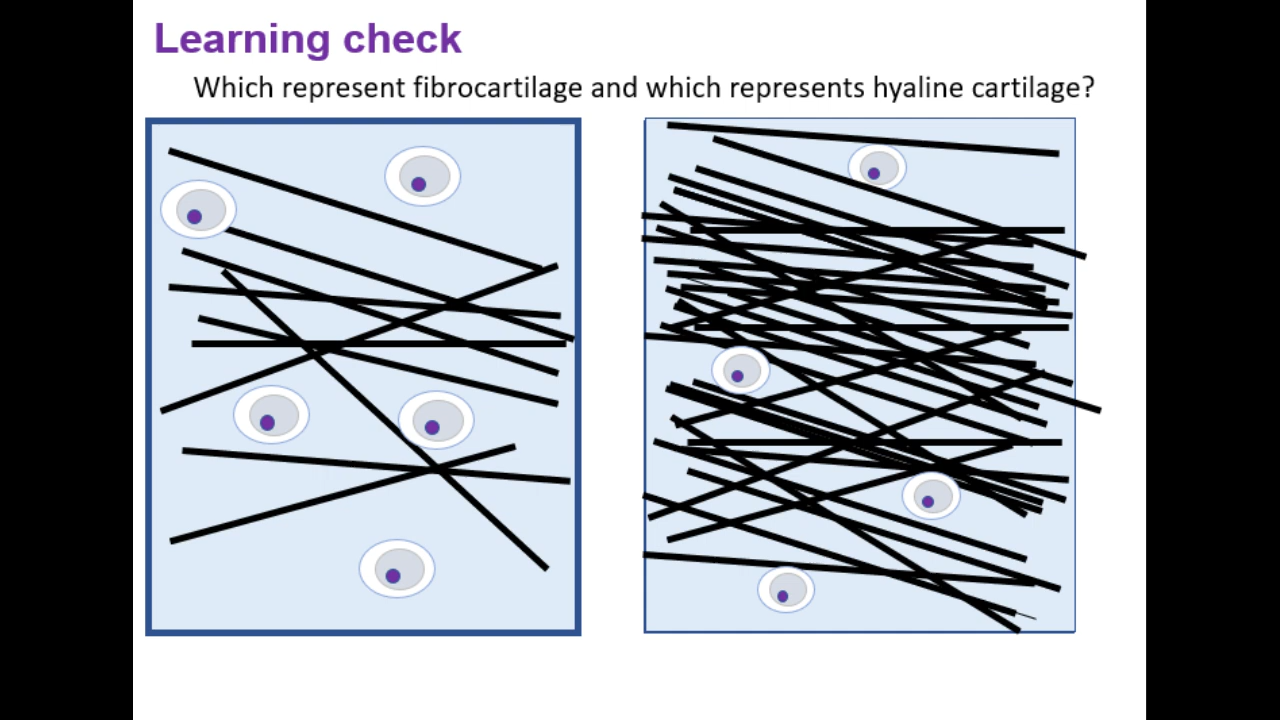 Learning check
Which represent fibrocartilage and which represents hyaline cartilage?